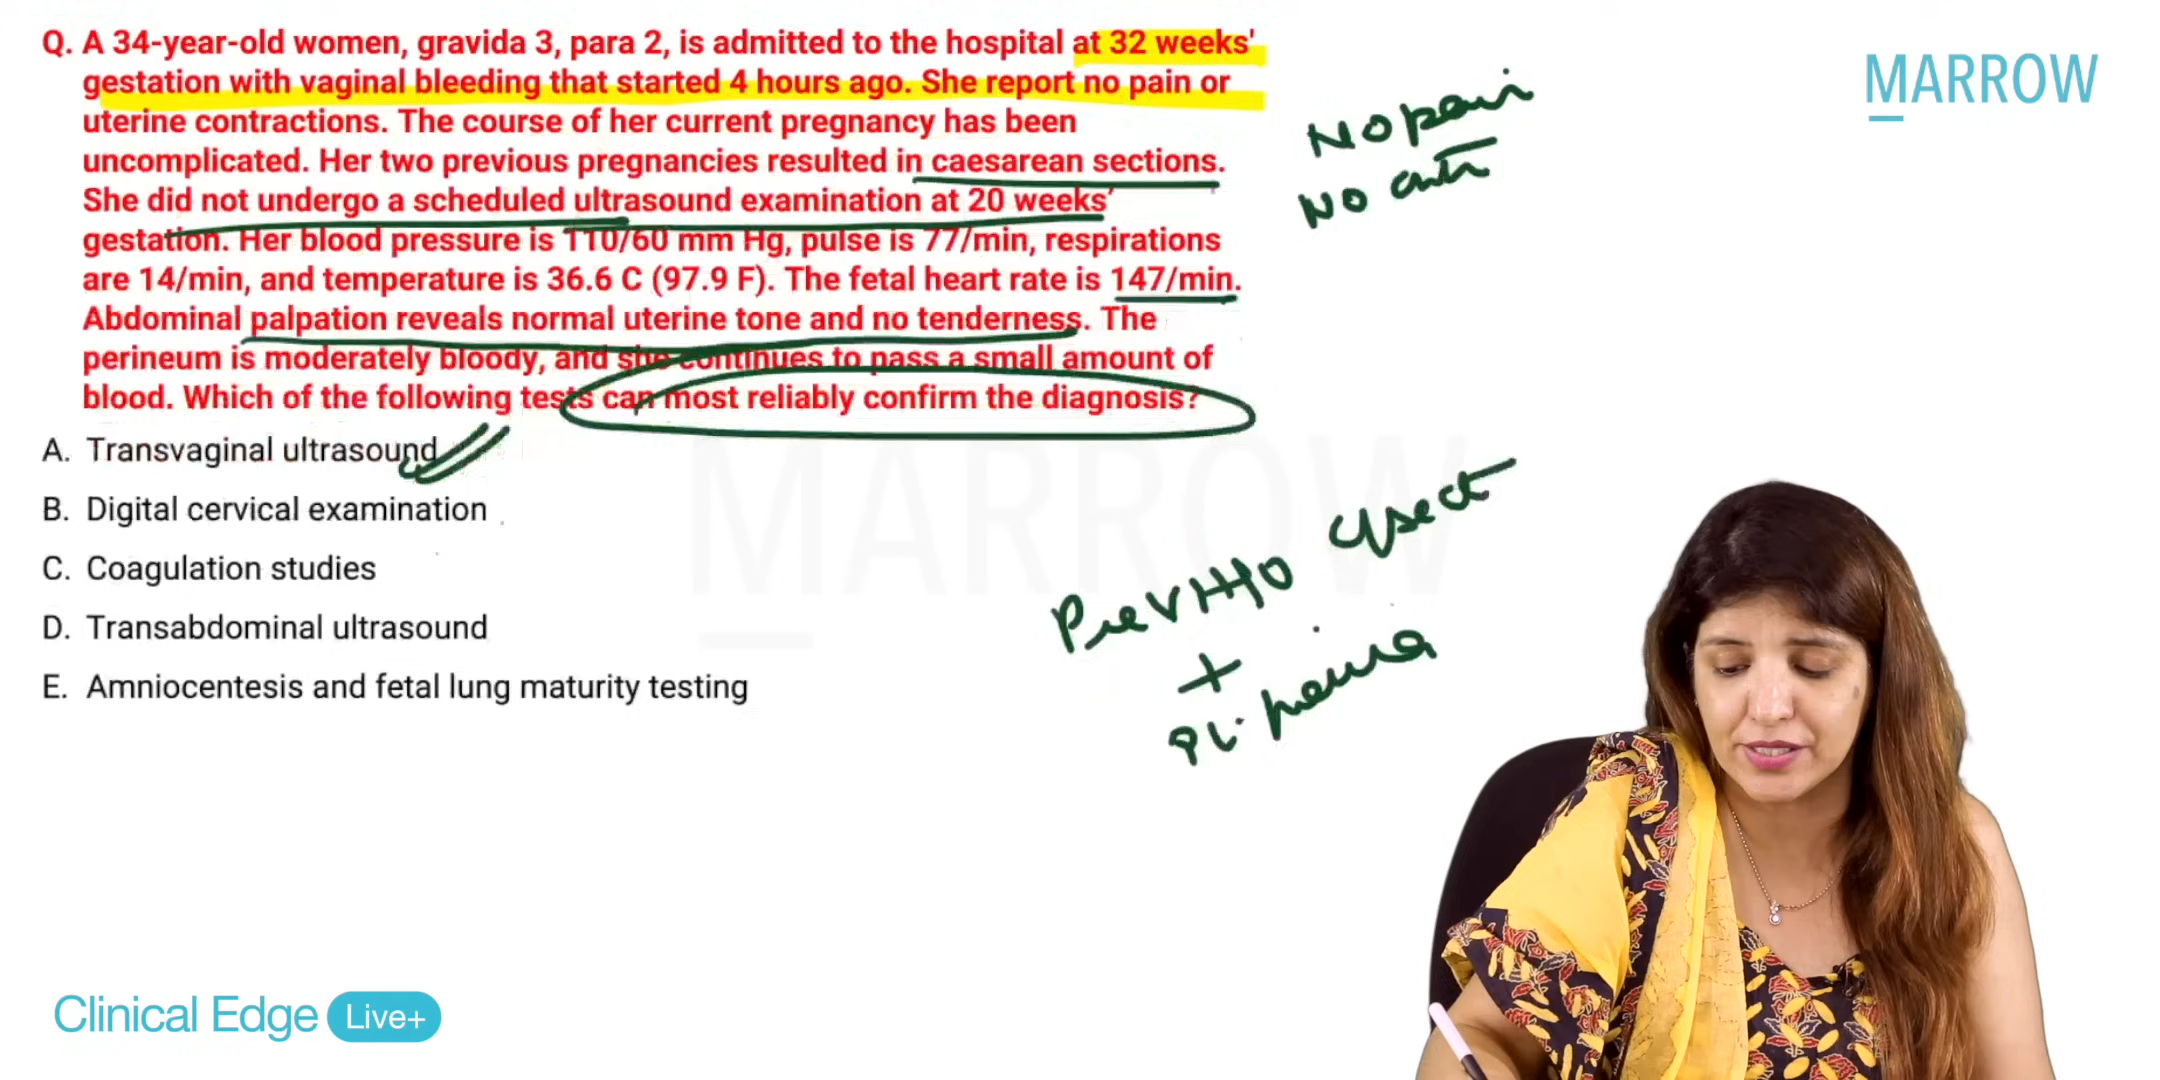 Q. A 34-year-old women, gravida 3, para 2, is admitted to the hospital at 32 weeks'
gestation with vaginal bleeding that started 4 hours ago. She report no pain or
uterine contractions. The course of her current pregnancy has been
uncomplicated. Her two previous pregnancies resulted in caesarean sections.
She did not undergo a scheduled ultrasound examination at 20 weeks'
gestation. Her blood pressure is 110/60 mm Hg, pulse is 77/min, respirations
are 14/min, and temperature is 36.6 C (97.9 F). The fetal heart rate is 147/min.
Abdominal palpation reveals normal uterine tone and no tenderness. The
perineum is moderately bloody, and she continues to pass a small amount of
blood. Which of the following tests can most reliably confirm the diagnosis?
A. Transvaginal ultrasound
B. Digital cervical examination
C. Coagulation studies
D. Transabdominal ultrasound
E. Amniocentesis and fetal lung maturity testing
MARROW
No pain
No
Prev H/O
+
MARROW
Clinical Edge Live+